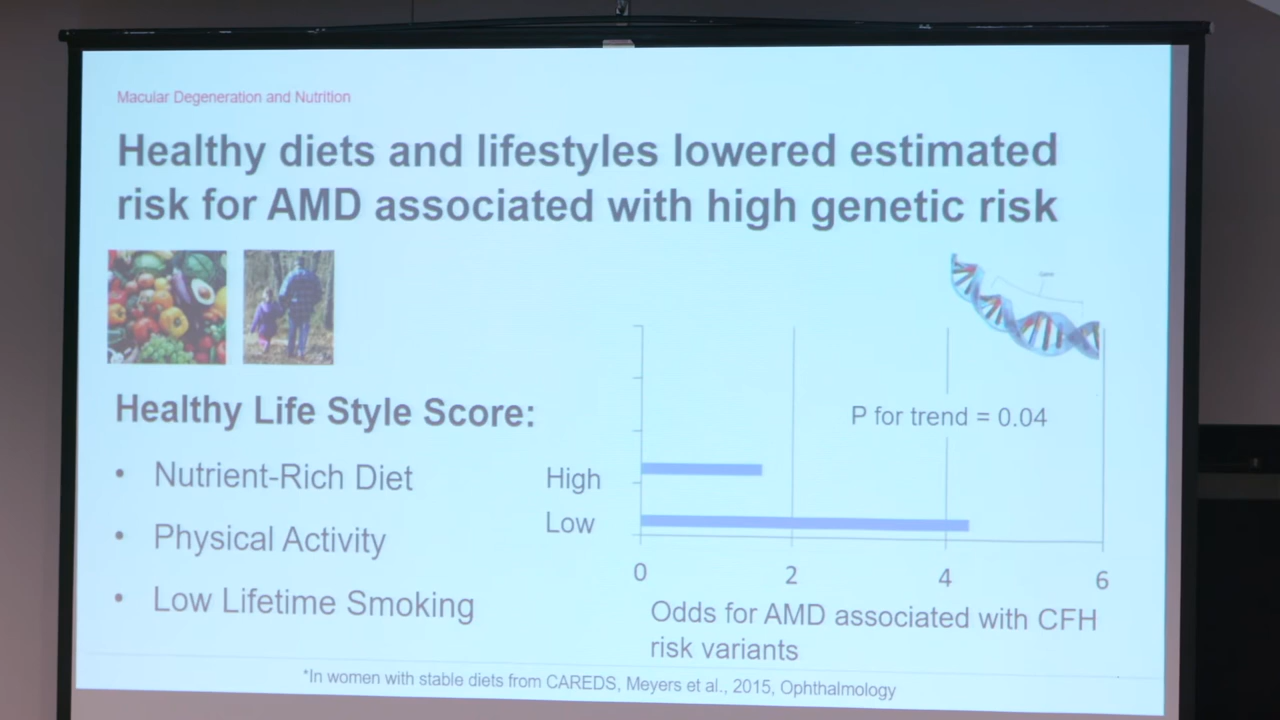 Macular Degeneration and Nutrition
Healthy diets and lifestyles lowered estimated
risk for AMD associated with high genetic risk
P for trend = 0.04
Healthy Life Style Score:
• Nutrient-Rich Diet
• Physical Activity
• Low Lifetime Smoking
High
Low
0 2 4 6
Odds for AMD associated with CFH
risk variants
*In women with stable diets from CAREDS, Meyers et al., 2015, Ophthalmology